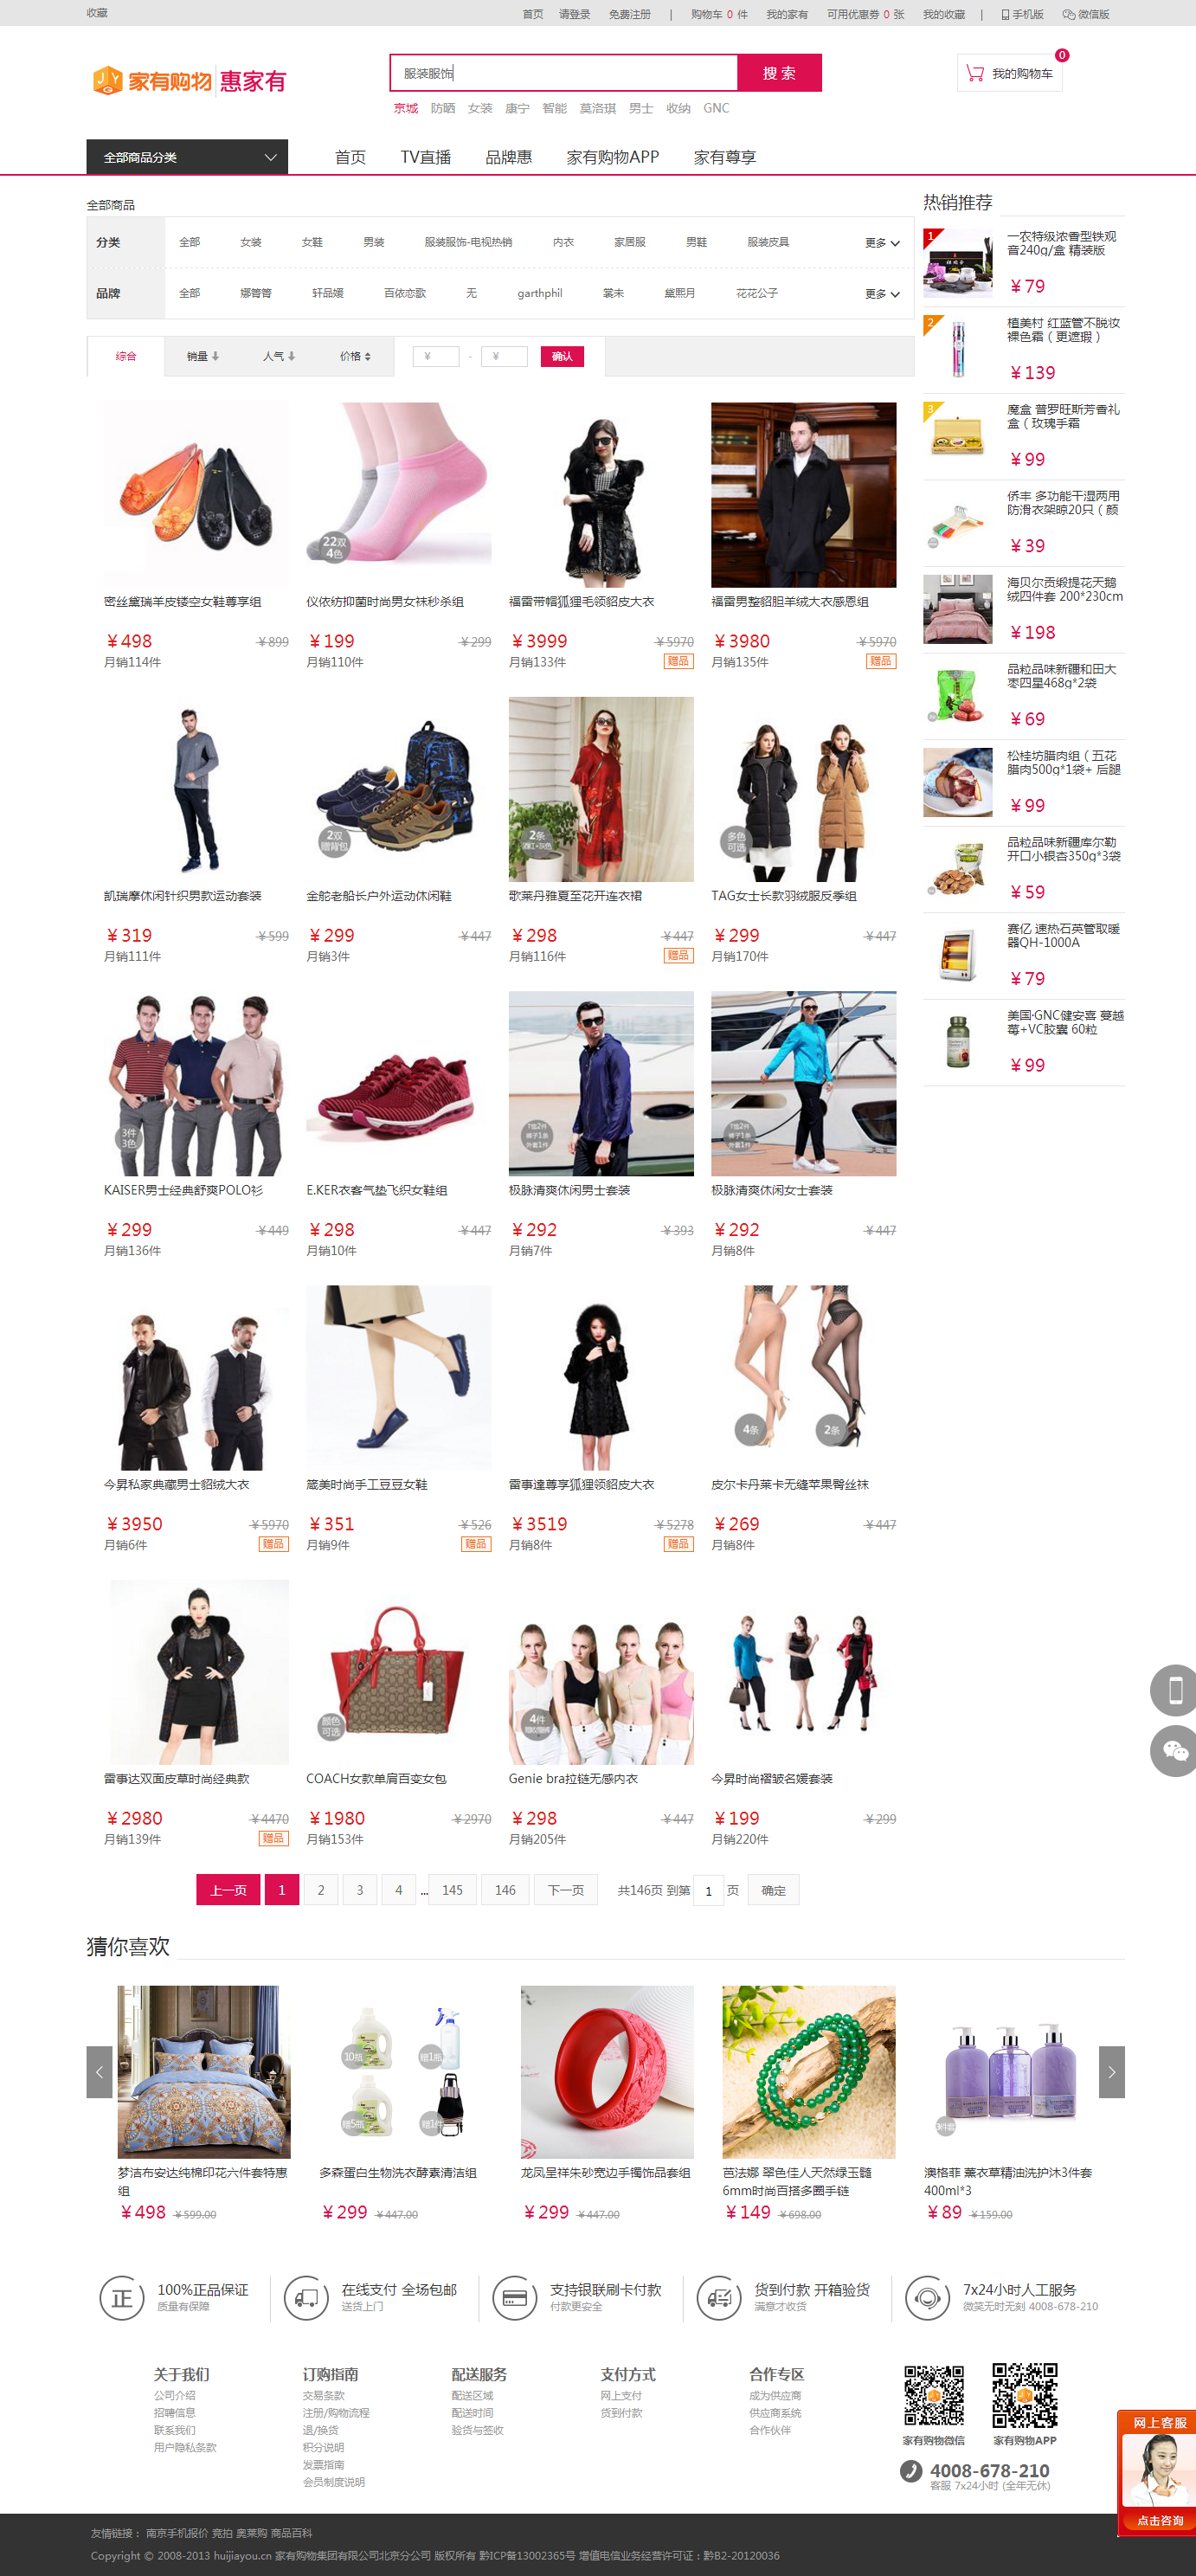 收藏
首页 请登录 免费注册 | 购物车 0 件 我的家有 可用优惠券 0 张 我的收藏 | 手机版 微信版
家有购物 惠家有
服装服饰 搜 索
0
我的购物车
京城 防晒 女装 康宁 智能 莫洛琪 男士 收纳 GNC
全部商品分类 首页 TV直播 品牌惠 家有购物APP 家有尊享
全部商品
分类 全部 女装 女鞋 男装 服装服饰-电视热销 内衣 家居服 男鞋 服装皮具 更多
品牌 全部 娜箐箐 轩品媛 百依恋歌 无 garthphil 裳未 黛熙月 花花公子 更多
综合 销量 人气 价格 ¥ - ¥ 确认
22双
4色
密丝黛瑞羊皮镂空女鞋尊享组 仪依纺抑菌时尚男女袜秒杀组 福雷带帽狐狸毛领貂皮大衣 福雷男整貂胆羊绒大衣感恩组
¥498 ¥899 ¥199 ¥299 ¥3999 ¥5970 ¥3980 ¥5970
月销114件 月销110件 月销133件 赠品 月销135件 赠品
2双
赠背包
2条
多色
可选
凯瑞摩休闲针织男款运动套装 金舵老船长户外运动休闲鞋 歌莱丹雅夏至花开连衣裙 TAG女士长款羽绒服反季组
¥319 ¥599 ¥299 ¥447 ¥298 ¥447 ¥299 ¥447
月销111件 月销3件 月销116件 赠品 月销170件
3件
3色
KAISER男士经典舒爽POLO衫 E.KER衣客气垫飞织女鞋组 极脉清爽休闲男士套装 极脉清爽休闲女士套装
¥299 ¥449 ¥298 ¥447 ¥292 ¥393 ¥292 ¥447
月销136件 月销10件 月销7件 月销8件
4条 2条
今昇私家典藏男士貂绒大衣 箴美时尚手工豆豆女鞋 雷事達尊享狐狸领貂皮大衣 皮尔卡丹莱卡无缝苹果臀丝袜
¥3950 ¥5970 ¥351 ¥526 ¥3519 ¥5278 ¥269 ¥447
月销6件 赠品 月销9件 赠品 月销8件 赠品 月销8件
颜色
可选
4件
雷事达双面皮草时尚经典款 COACH女款单肩百变女包 Genie bra拉链无感内衣 今昇时尚褶皱名媛套装
¥2980 ¥4470 ¥1980 ¥2970 ¥298 ¥447 ¥199 ¥299
月销139件 赠品 月销153件 月销205件 月销220件
上一页 1 2 3 4 ... 145 146 下一页 共146页 到第 1 页 确定
热销推荐
1
一农特级浓香型铁观
音240g/盒 精装版
¥79
2
植美村 红蓝管不脱妆
裸色霜（更遮瑕）
¥139
3
魔盒 普罗旺斯芳香礼
盒（玫瑰手霜
¥99
侨丰 多功能干湿两用
防滑衣架晾20只（颜
¥39
海贝尔贡缎提花天鹅
绒四件套 200*230cm
¥198
品粒品味新疆和田大
枣四星468g*2袋
¥69
松桂坊腊肉组（五花
腊肉500g*1袋+ 后腿
¥99
品粒品味新疆库尔勒
开口小银杏350g*3袋
¥59
赛亿 速热石英管取暖
器QH-1000A
¥79
美国·GNC健安喜 蔓越
莓+VC胶囊 60粒
¥99
猜你喜欢
10瓶 赠1瓶
赠5瓶 赠1件
梦洁布安达纯棉印花六件套特惠
组
¥498 ¥599.00
多森蛋白生物洗衣酵素清洁组
¥299 ¥447.00
龙凤呈祥朱砂宽边手镯饰品套组
¥299 ¥447.00
芭法娜 翠色佳人天然绿玉髓
6mm时尚百搭多圈手链
¥149 ¥698.00
澳格菲 薰衣草精油洗护沐3件套
400ml*3
¥89 ¥159.00
正 100%正品保证
质量有保障
在线支付 全场包邮
送货上门
支持银联刷卡付款
付款更安全
货到付款 开箱验货
满意才收货
7x24小时人工服务
微笑无时无刻 4008-678-210
关于我们
公司介绍
招聘信息
联系我们
用户隐私条款
订购指南
交易条款
注册/购物流程
退/换货
积分说明
发票指南
会员制度说明
配送服务
配送区域
配送时间
验货与签收
支付方式
网上支付
货到付款
合作专区
成为供应商
供应商系统
合作伙伴
家有购物微信 家有购物APP
4008-678-210
客服 7x24小时 (全年无休)
网上客服
点击咨询
友情链接： 南京手机报价 竞拍 奥莱购 商品百科
Copyright © 2008-2013 huijiayou.cn 家有购物集团有限公司北京分公司 版权所有 黔ICP备13002365号 增值电信业务经营许可证：黔B2-20120036